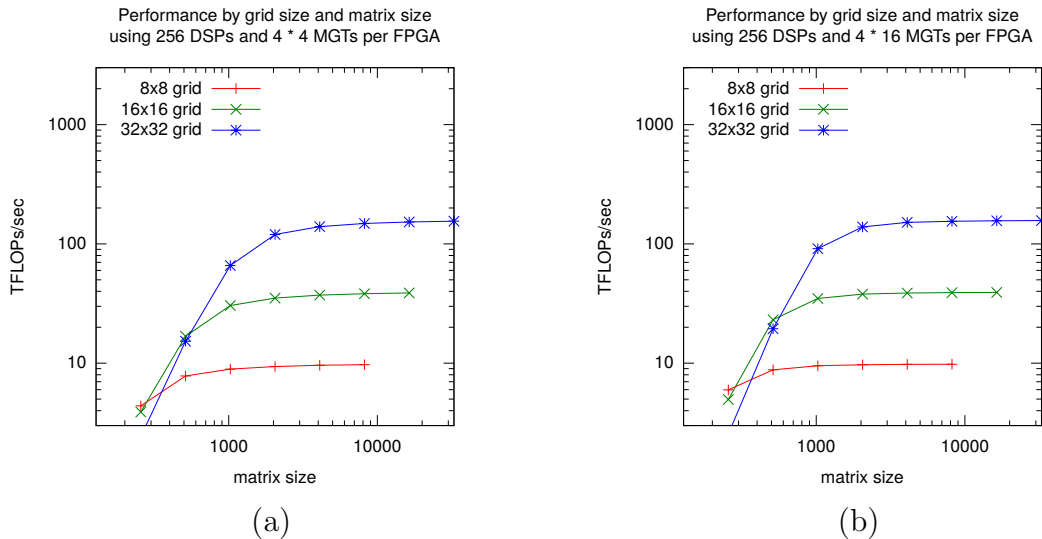 Performance by grid size and matrix size
using 256 DSPs and 4 * 4 MGTs per FPGA
8x8 grid
16x16 grid
32x32 grid
1000
100
10
TFLOPs/sec
1000
10000
matrix size
(a)
Performance by grid size and matrix size
using 256 DSPs and 4 * 16 MGTs per FPGA
8x8 grid
16x16 grid
32x32 grid
1000
100
10
TFLOPs/sec
1000
10000
matrix size
(b)